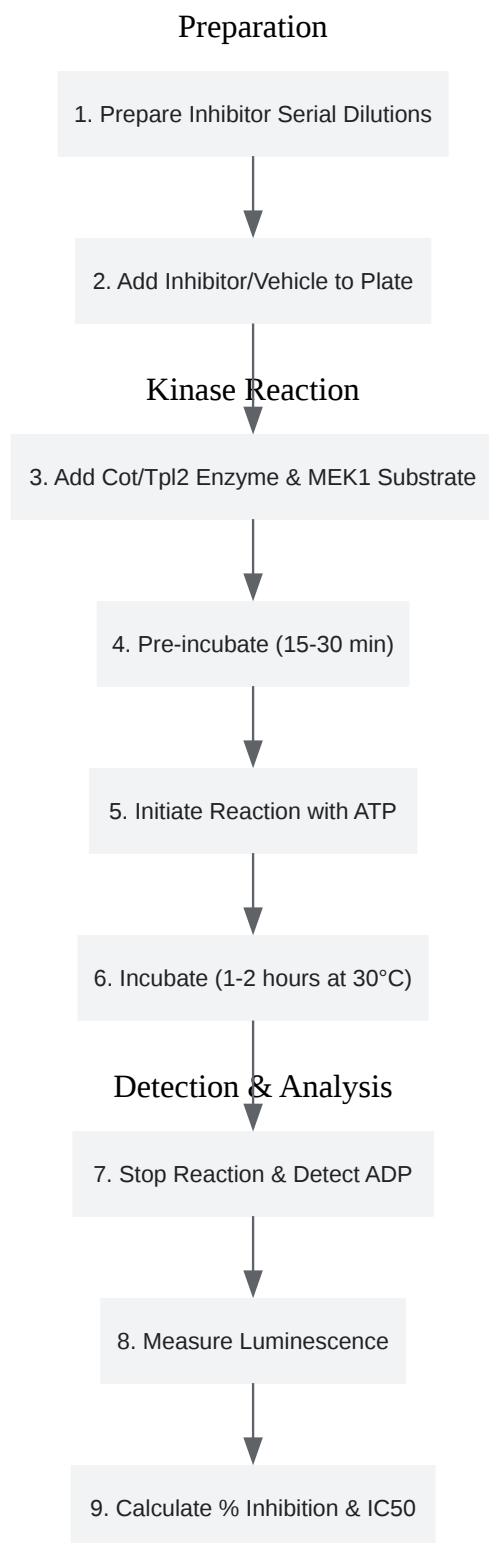 Preparation
1. Prepare Inhibitor Serial Dilutions
2. Add Inhibitor/Vehicle to Plate
Kinase Reaction
3. Add Cot/Tpl2 Enzyme & MEK1 Substrate
4. Pre-incubate (15-30 min)
5. Initiate Reaction with ATP
6. Incubate (1-2 hours at 30°C)
Detection & Analysis
7. Stop Reaction & Detect ADP
8. Measure Luminescence
9. Calculate % Inhibition & IC50